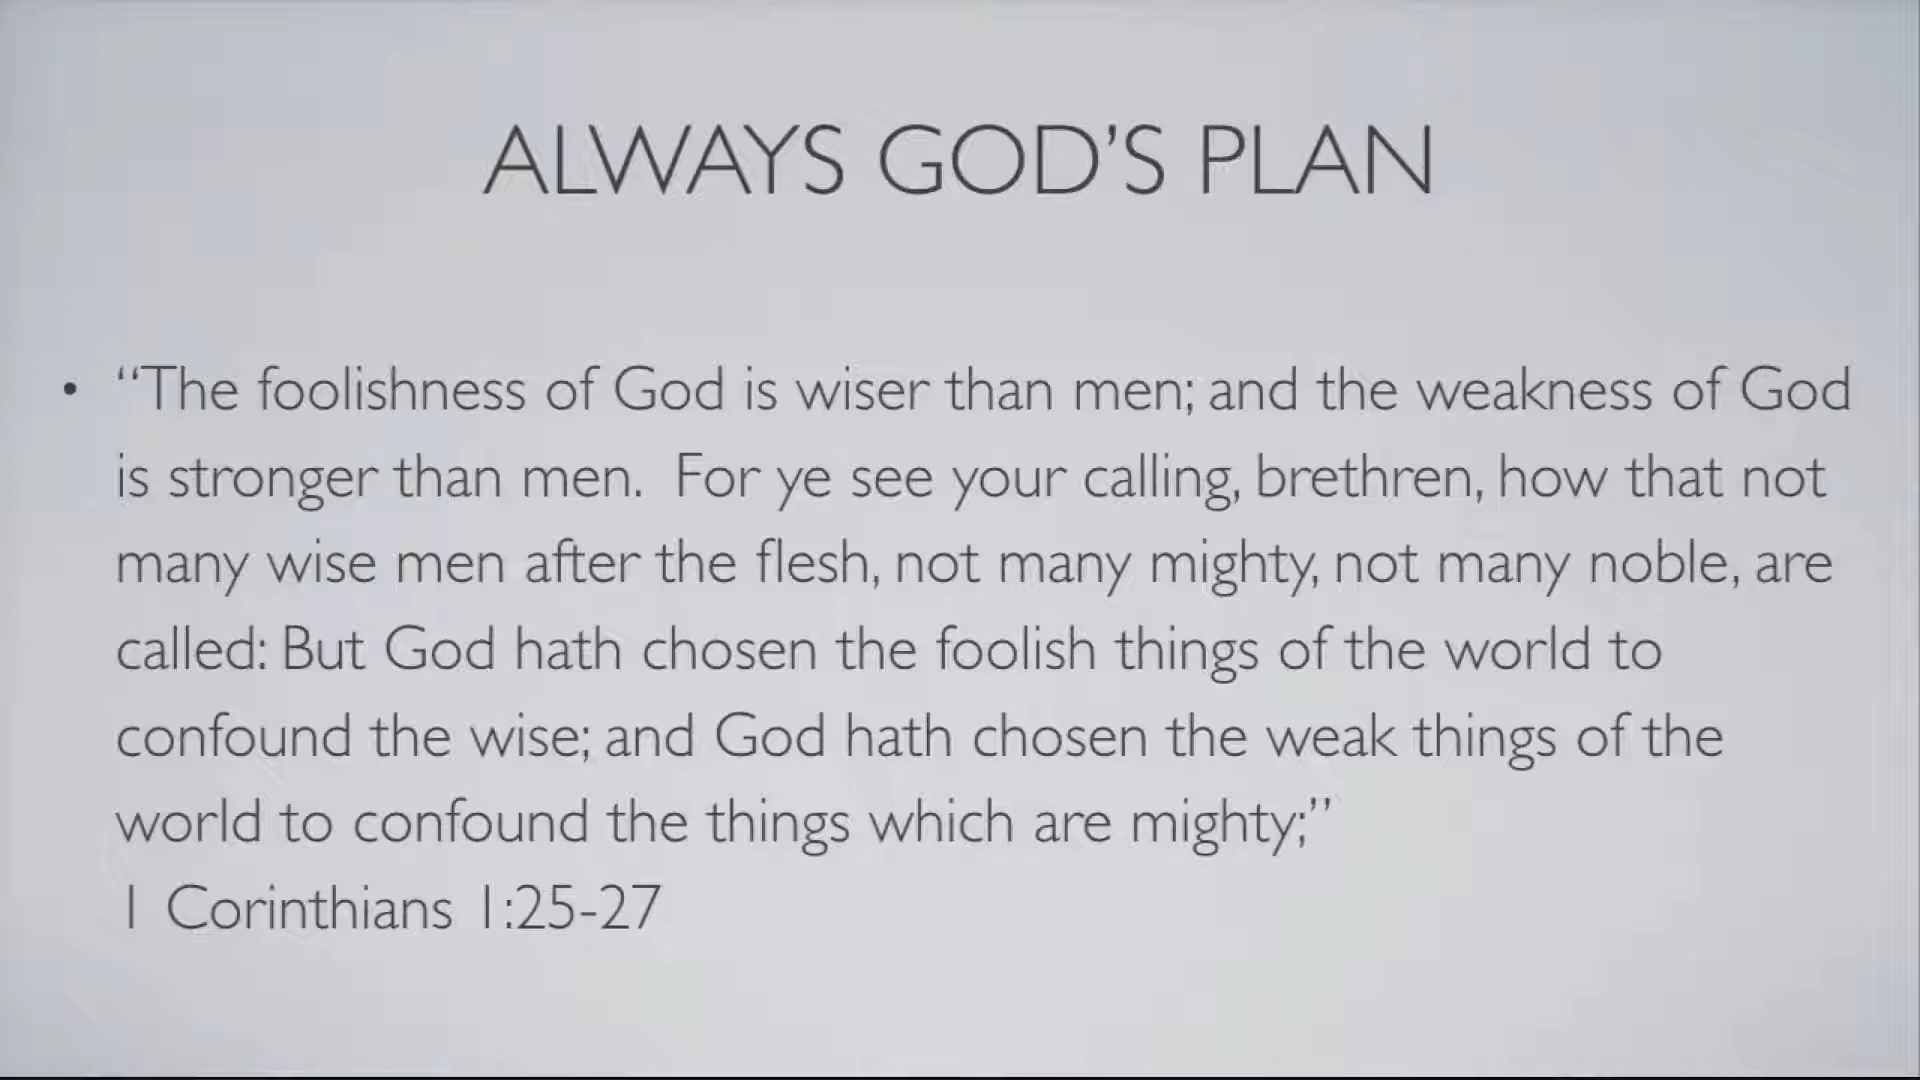 ALWAYS GOD’S PLAN
• “The foolishness of God is wiser than men; and the weakness of God
is stronger than men.  For ye see your calling, brethren, how that not
many wise men after the flesh, not many mighty, not many noble, are
called: But God hath chosen the foolish things of the world to
confound the wise; and God hath chosen the weak things of the
world to confound the things which are mighty;”
1 Corinthians 1:25-27